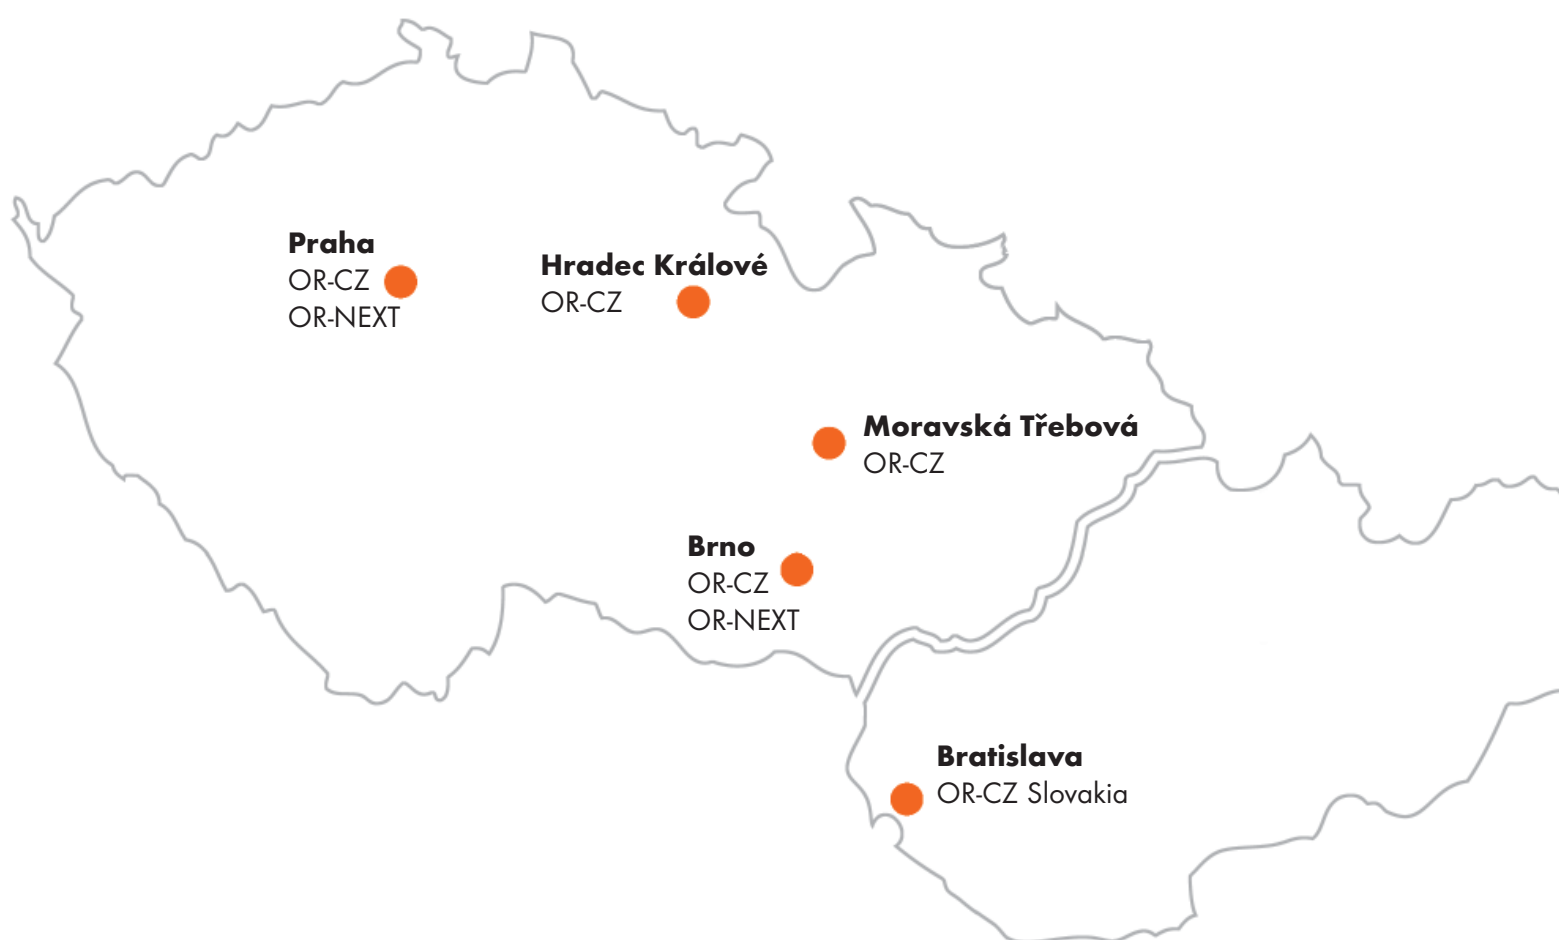 Praha
OR-CZ
OR-NEXT
Hradec Králové
OR-CZ
Moravská Třebová
OR-CZ
Brno
OR-CZ
OR-NEXT
Bratislava
OR-CZ Slovakia